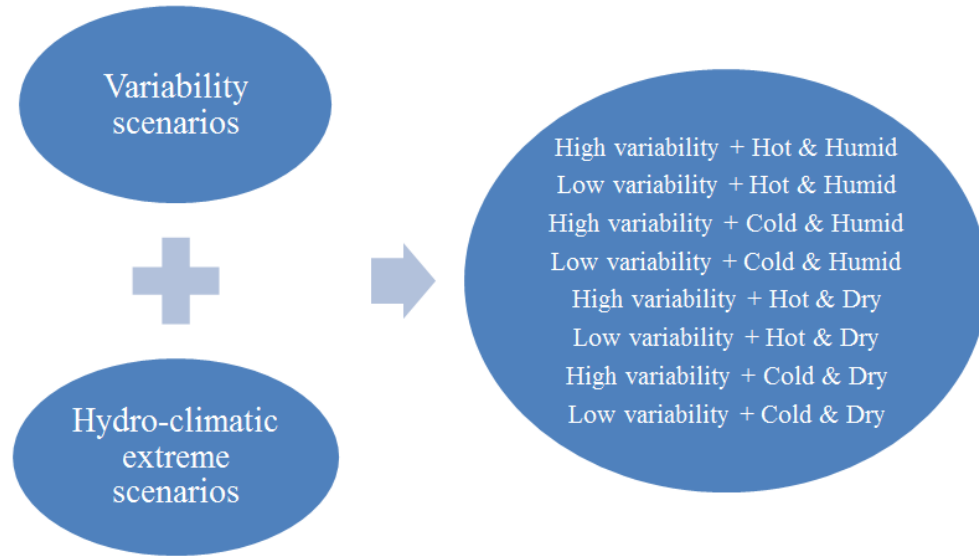 Variability
scenarios
Hydro-climatic
extreme
scenarios
High variability + Hot & Humid
Low variability + Hot & Humid
High variability + Cold & Humid
Low variability + Cold & Humid
High variability + Hot & Dry
Low variability + Hot & Dry
High variability + Cold & Dry
Low variability + Cold & Dry